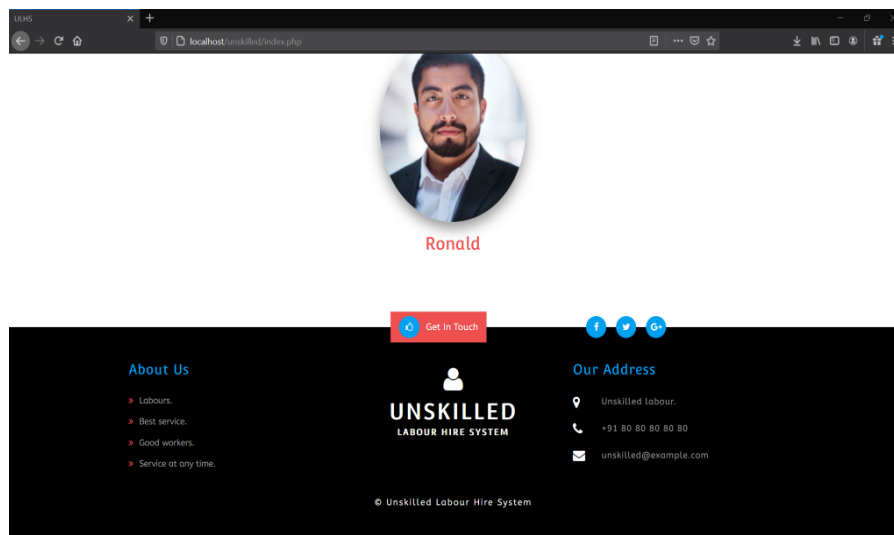 ULHS
localhost/unskilled/index.php
Ronald
Get In Touch
About Us
» Labours.
» Best service.
» Good workers.
» Service at any time.
UNSKILLED
LABOUR HIRE SYSTEM
Our Address
Unskilled labour.
+91 80 80 80 80 80
unskilled@example.com
© Unskilled Labour Hire System